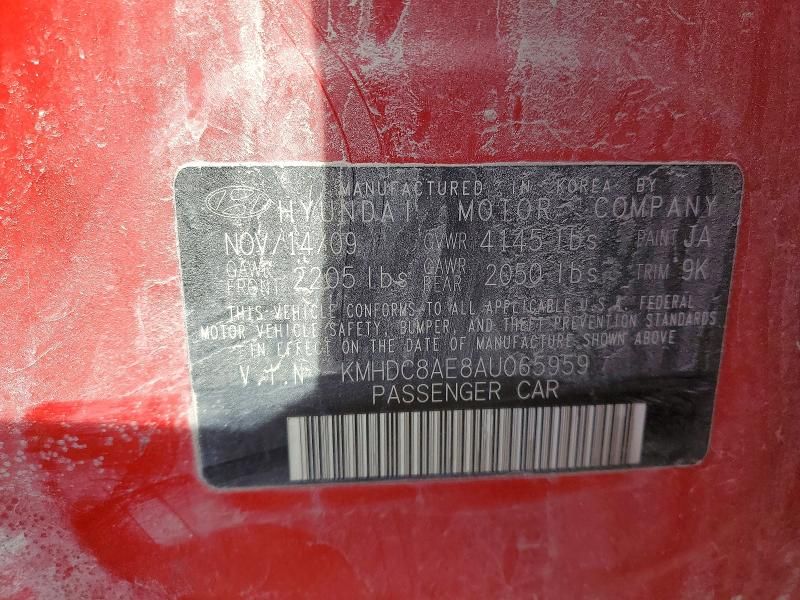 MANUFACTURED IN KOREA BY
HYUNDAI MOTOR COMPANY
NOV/14/09 GVWR 4145 lbs PAINT JA
GAWR FRONT 2205 lbs GAWR REAR 2050 lbs TRIM 9K
THIS VEHICLE CONFORMS TO ALL APPLICABLE U.S.A. FEDERAL
MOTOR VEHICLE SAFETY, BUMPER, AND THEFT PREVENTION STANDARDS
IN EFFECT ON THE DATE OF MANUFACTURE SHOWN ABOVE
V.I.N. KMHDC8AE8AU065959
PASSENGER CAR